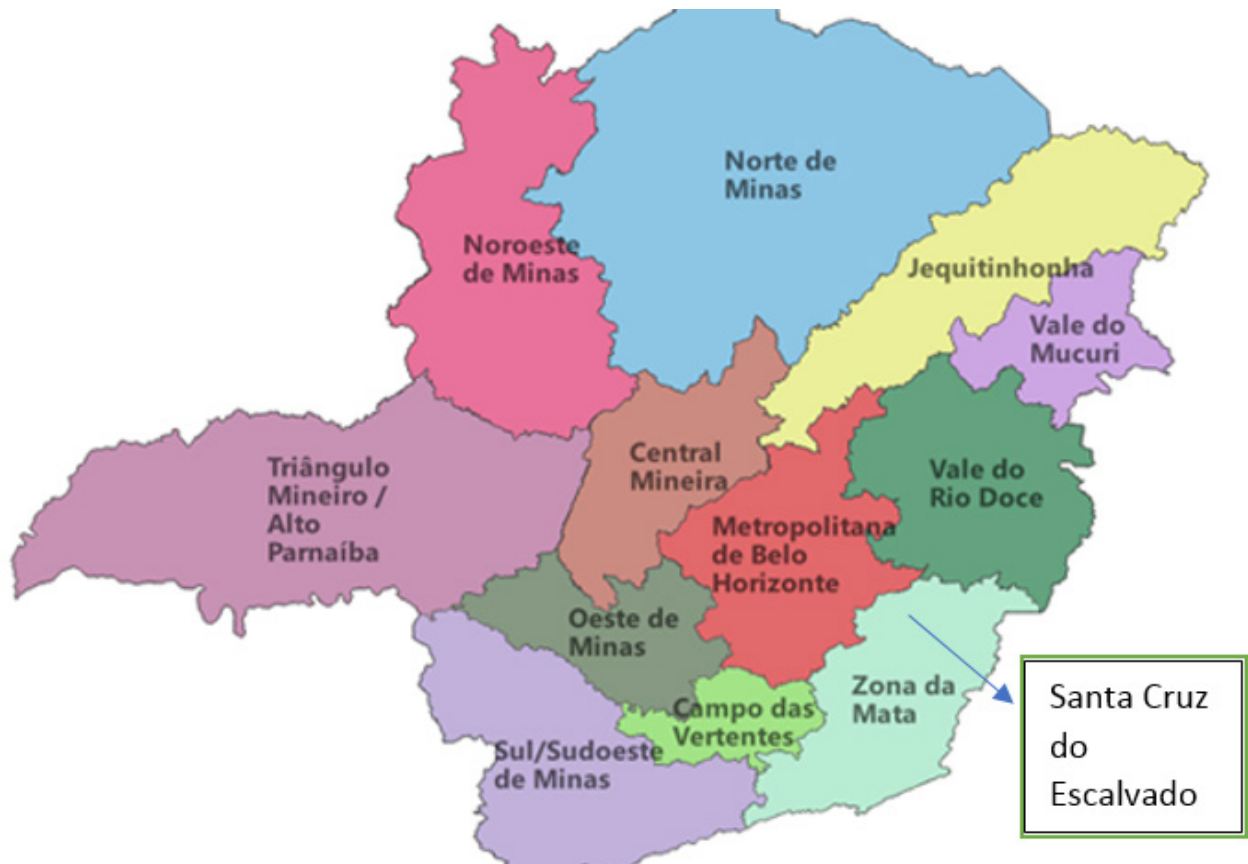 Norte de
Minas
Noroeste
de Minas
Jequitinhonha
Vale do
Mucuri
Triângulo
Mineiro /
Alto
Parnaíba
Central
Mineira
Vale do
Rio Doce
Metropolitana
de Belo
Horizonte
Oeste de
Minas
Zona da
Mata
Campo das
Vertentes
Sul/Sudoeste
de Minas
Santa Cruz
do
Escalvado